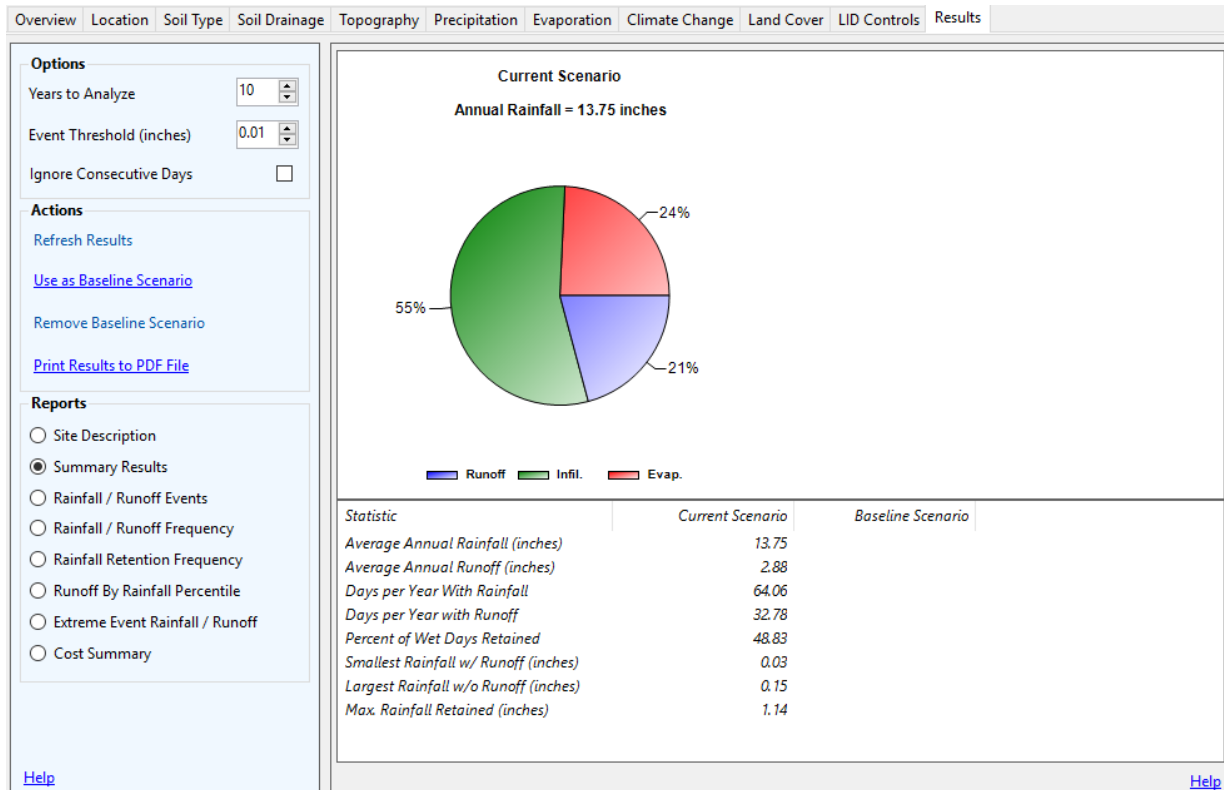 Overview Location Soil Type Soil Drainage Topography Precipitation Evaporation Climate Change Land Cover LID Controls Results
Options
Years to Analyze 10
Event Threshold (inches) 0.01
Ignore Consecutive Days
Actions
Refresh Results
Use as Baseline Scenario
Remove Baseline Scenario
Print Results to PDF File
Reports
Site Description
Summary Results
Rainfall / Runoff Events
Rainfall / Runoff Frequency
Rainfall Retention Frequency
Runoff By Rainfall Percentile
Extreme Event Rainfall / Runoff
Cost Summary
Help
Current Scenario
Annual Rainfall = 13.75 inches
24%
55%
21%
Runoff Infil. Evap.
Statistic Current Scenario Baseline Scenario
Average Annual Rainfall (inches) 13.75
Average Annual Runoff (inches) 2.88
Days per Year With Rainfall 64.06
Days per Year with Runoff 32.78
Percent of Wet Days Retained 48.83
Smallest Rainfall w/ Runoff (inches) 0.03
Largest Rainfall w/o Runoff (inches) 0.15
Max. Rainfall Retained (inches) 1.14
Help